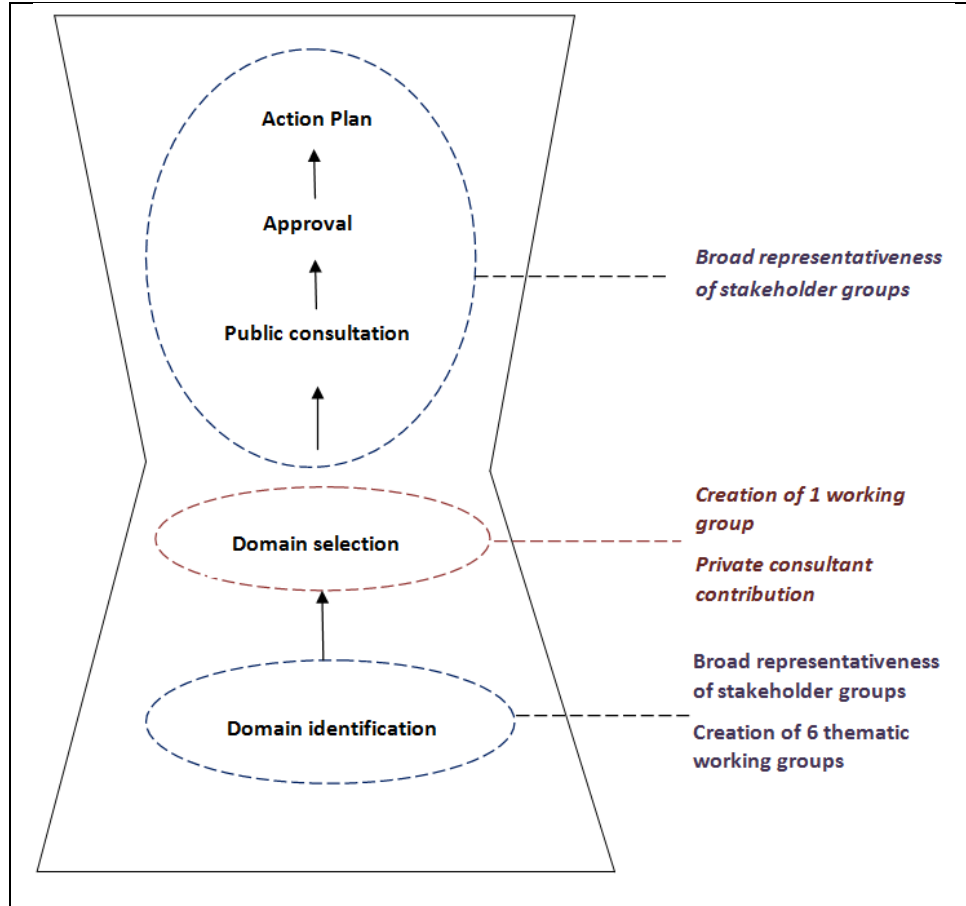 Action Plan
Approval
Public consultation
Broad representativeness
of stakeholder groups
Domain selection
Creation of 1 working
group
Private consultant
contribution
Domain identification
Broad representativeness
of stakeholder groups
Creation of 6 thematic
working groups